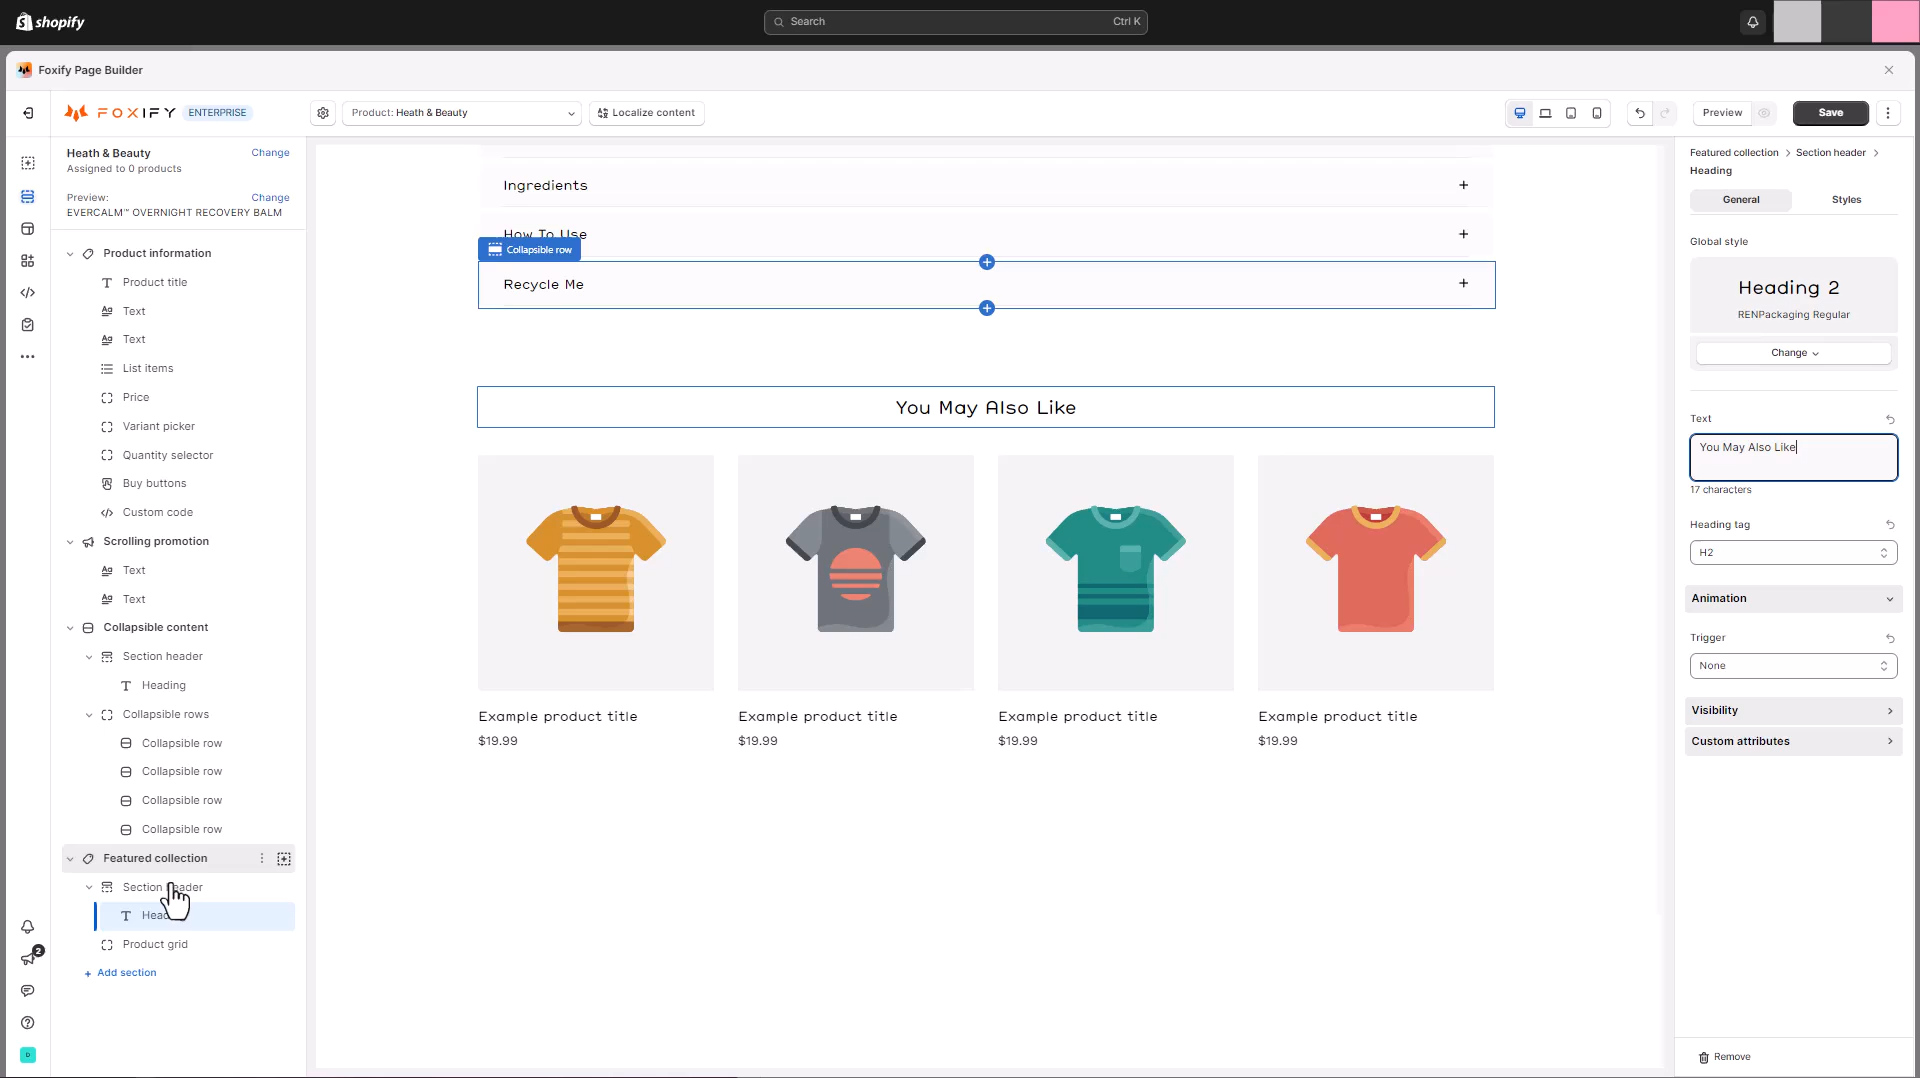 shopify
Search
Ctrl K
Foxify Page Builder
FOXIFY
ENTERPRISE
Product: Heath & Beauty
Localize content
Preview
Save
Heath & Beauty
Change
Assigned to 0 products
Preview:
Change
EVERCALM™ OVERNIGHT RECOVERY BALM
Product information
Product title
Text
Text
List items
Price
Variant picker
Quantity selector
Buy buttons
Custom code
Scrolling promotion
Text
Text
Collapsible content
Section header
Heading
Collapsible rows
Collapsible row
Collapsible row
Collapsible row
Collapsible row
Featured collection
Section header
Product grid
+ Add section
2
D
Ingredients
+
How To Use
+
Collapsible row
Recycle Me
+
You May Also Like
Example product title
$19.99
Example product title
$19.99
Example product title
$19.99
Example product title
$19.99
Featured collection > Section header >
Heading
General
Styles
Global style
Heading 2
RENPackaging Regular
Change
Text
You May Also Like
17 characters
Heading tag
H2
Animation
Trigger
None
Visibility
Custom attributes
Remove